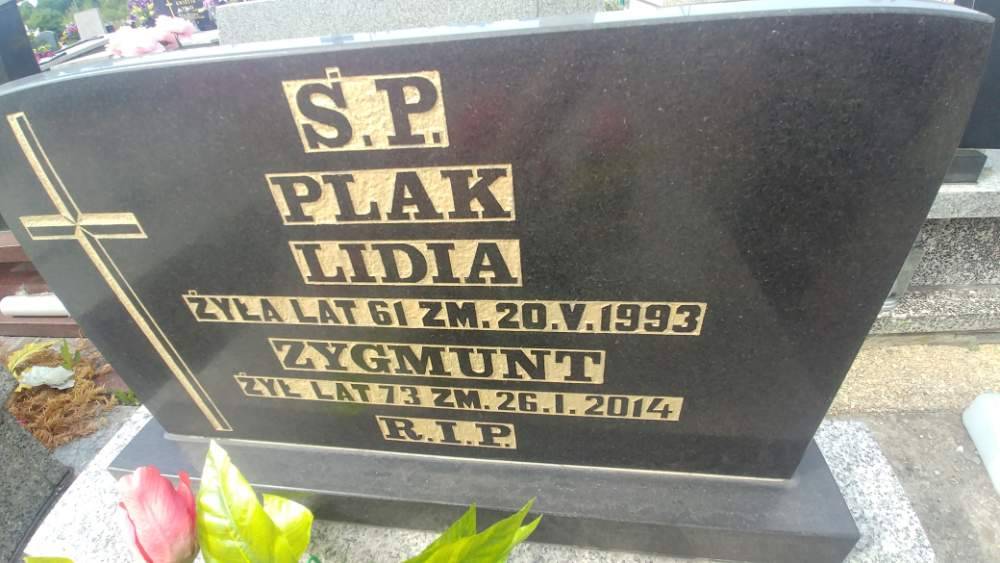 Ś.P.
PLAK
LIDIA
ŻYŁA LAT 61 ZM. 20.V.1993
ZYGMUNT
ŻYŁ LAT 73 ZM. 26.I.2014
R.I.P.